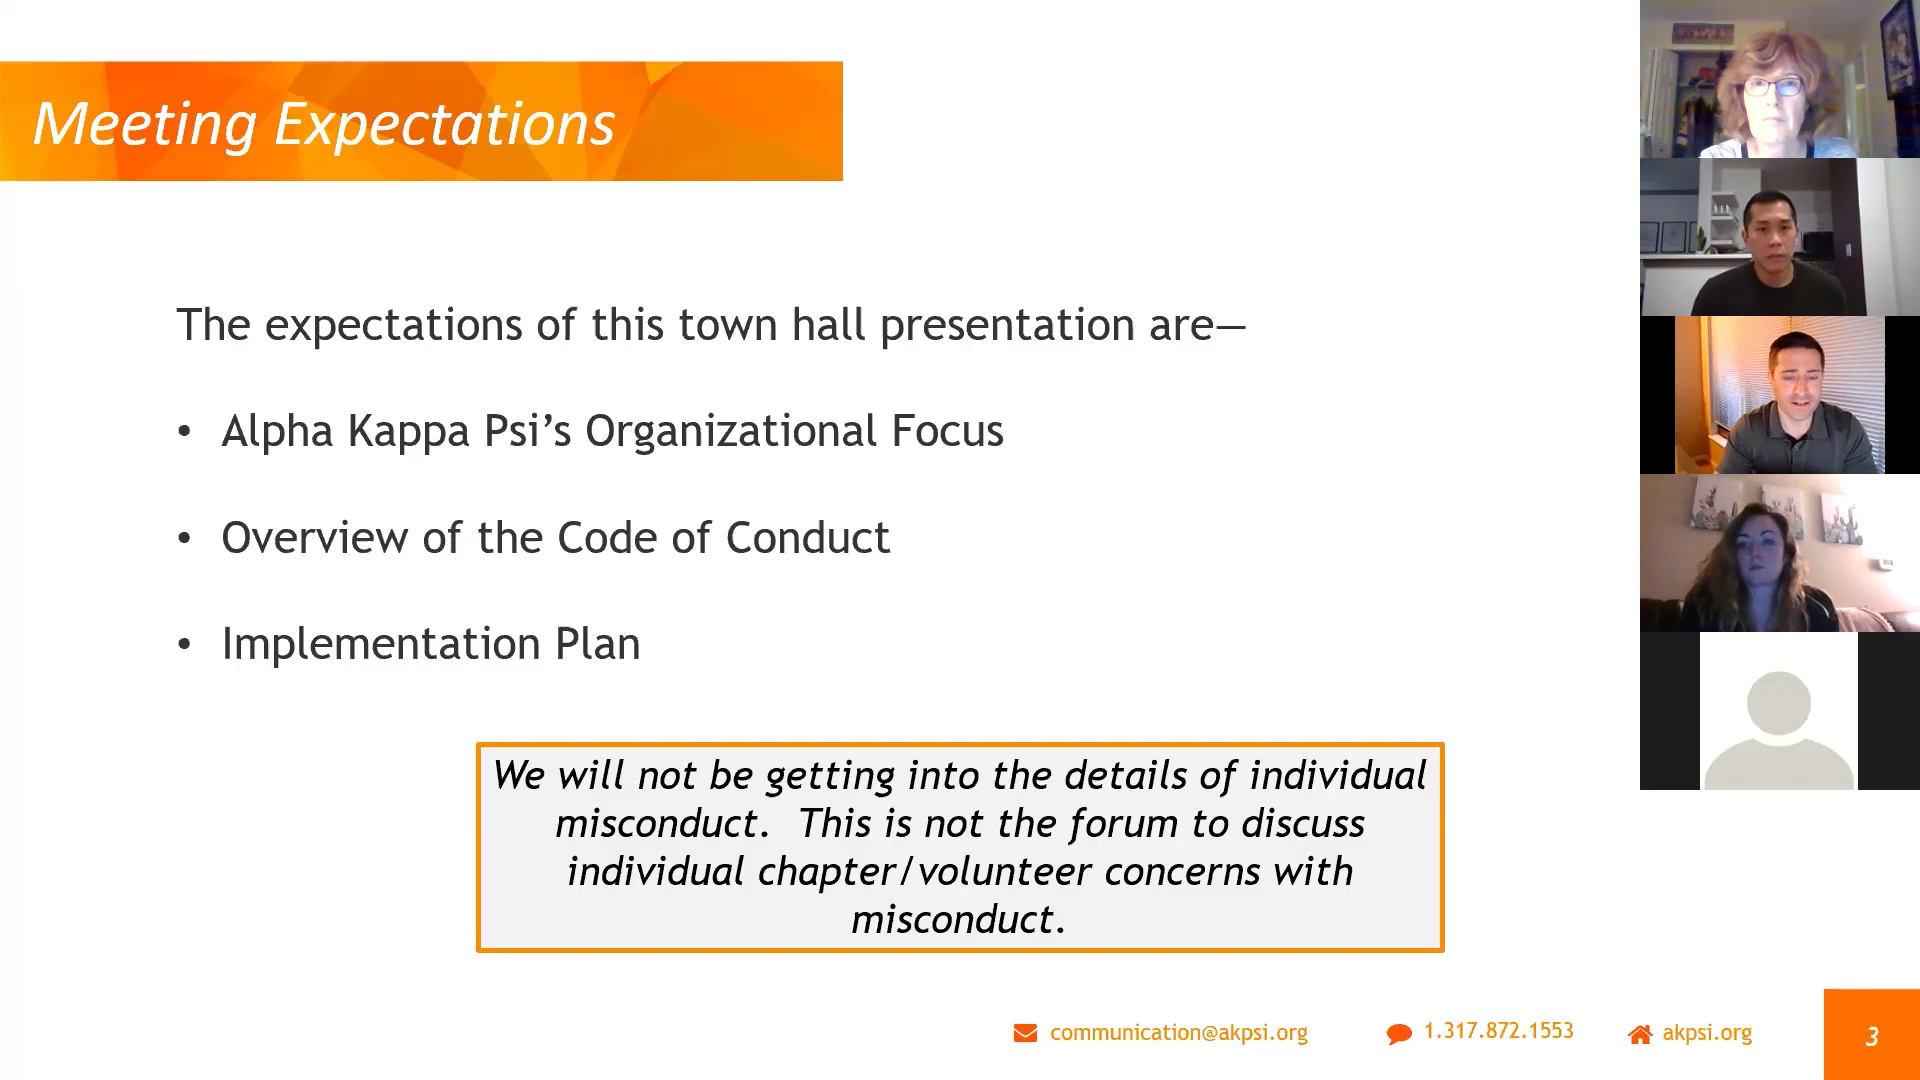 Meeting Expectations
The expectations of this town hall presentation are—
• Alpha Kappa Psi’s Organizational Focus
• Overview of the Code of Conduct
• Implementation Plan
We will not be getting into the details of individual
misconduct.  This is not the forum to discuss
individual chapter/volunteer concerns with
misconduct.
communication@akpsi.org
1.317.872.1553
akpsi.org
3